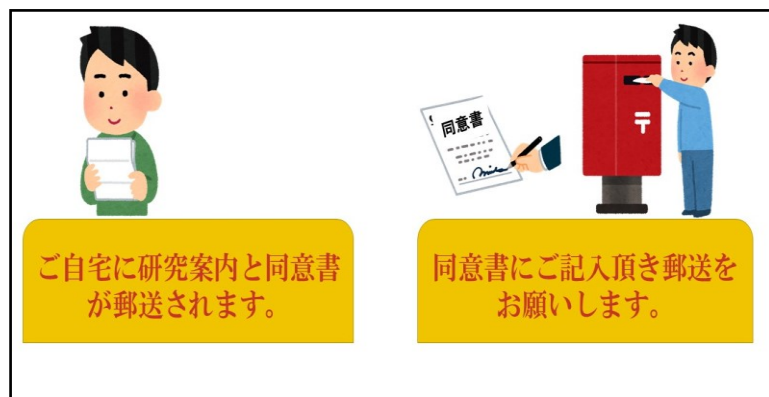 同意書
ご自宅に研究案内と同意書
が郵送されます。
同意書にご記入頂き郵送を
お願いします。